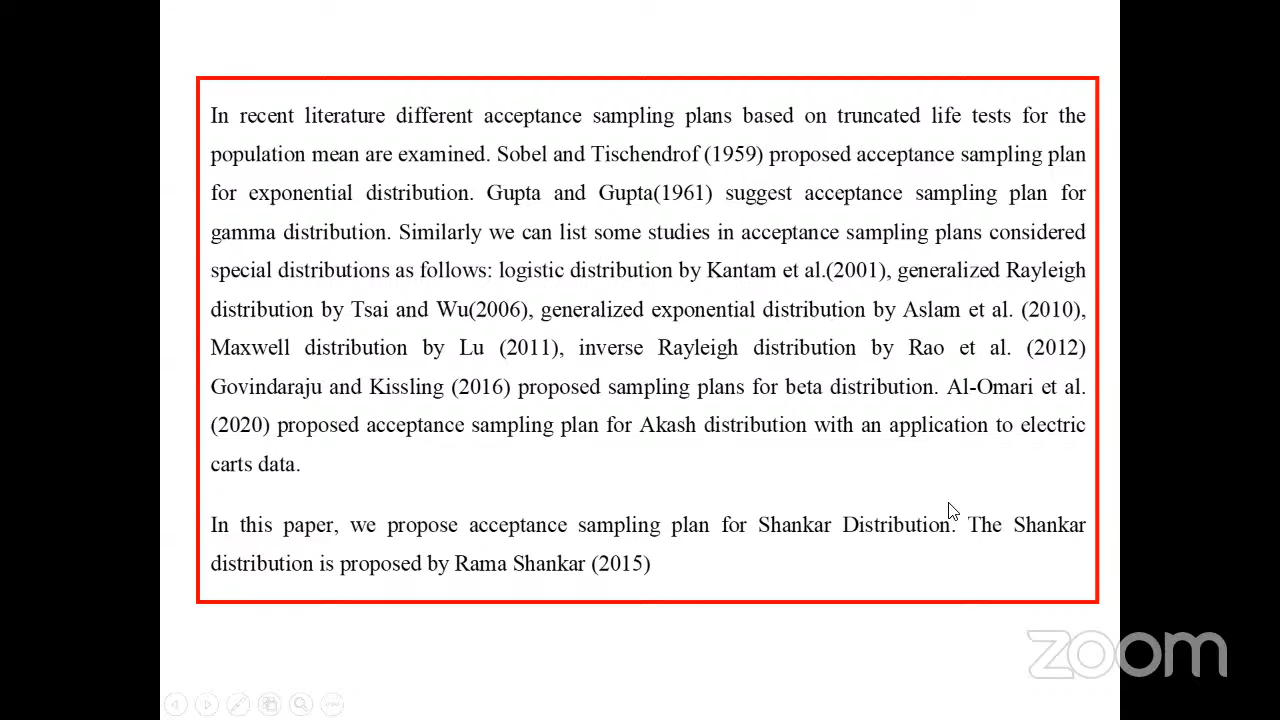 In recent literature different acceptance sampling plans based on truncated life tests for the
population mean are examined. Sobel and Tischendrof (1959) proposed acceptance sampling plan
for exponential distribution. Gupta and Gupta(1961) suggest acceptance sampling plan for
gamma distribution. Similarly we can list some studies in acceptance sampling plans considered
special distributions as follows: logistic distribution by Kantam et al.(2001), generalized Rayleigh
distribution by Tsai and Wu(2006), generalized exponential distribution by Aslam et al. (2010),
Maxwell distribution by Lu (2011), inverse Rayleigh distribution by Rao et al. (2012)
Govindaraju and Kissling (2016) proposed sampling plans for beta distribution. Al-Omari et al.
(2020) proposed acceptance sampling plan for Akash distribution with an application to electric
carts data.
In this paper, we propose acceptance sampling plan for Shankar Distribution. The Shankar
distribution is proposed by Rama Shankar (2015)
zoom